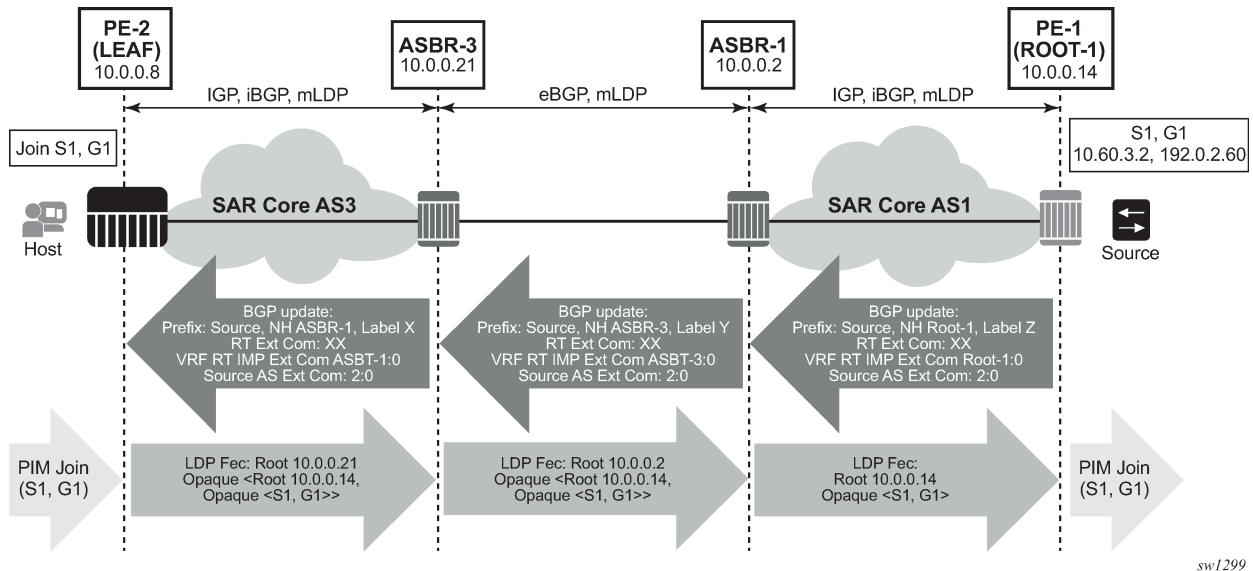 PE-2
(LEAF)
10.0.0.8
ASBR-3
10.0.0.21
ASBR-1
10.0.0.2
PE-1
(ROOT-1)
10.0.0.14
IGP, iBGP, mLDP
eBGP, mLDP
IGP, iBGP, mLDP
Join S1, G1
S1, G1
10.60.3.2, 192.0.2.60
Host
SAR Core AS3
SAR Core AS1
Source
BGP update:
Prefix: Source, NH ASBR-1, Label X
RT Ext Com: XX
VRF RT IMP Ext Com ASBT-1:0
Source AS Ext Com: 2:0
BGP update:
Prefix: Source, NH ASBR-3, Label Y
RT Ext Com: XX
VRF RT IMP Ext Com ASBT-3:0
Source AS Ext Com: 2:0
BGP update:
Prefix: Source, NH Root-1, Label Z
RT Ext Com: XX
VRF RT IMP Ext Com Root-1:0
Source AS Ext Com: 2:0
PIM Join
(S1, G1)
LDP Fec: Root 10.0.0.21
Opaque <Root 10.0.0.14,
Opaque <S1, G1>>
LDP Fec: Root 10.0.0.2
Opaque <Root 10.0.0.14,
Opaque <S1, G1>>
LDP Fec:
Root 10.0.0.14
Opaque <S1, G1>
PIM Join
(S1, G1)
sw1299